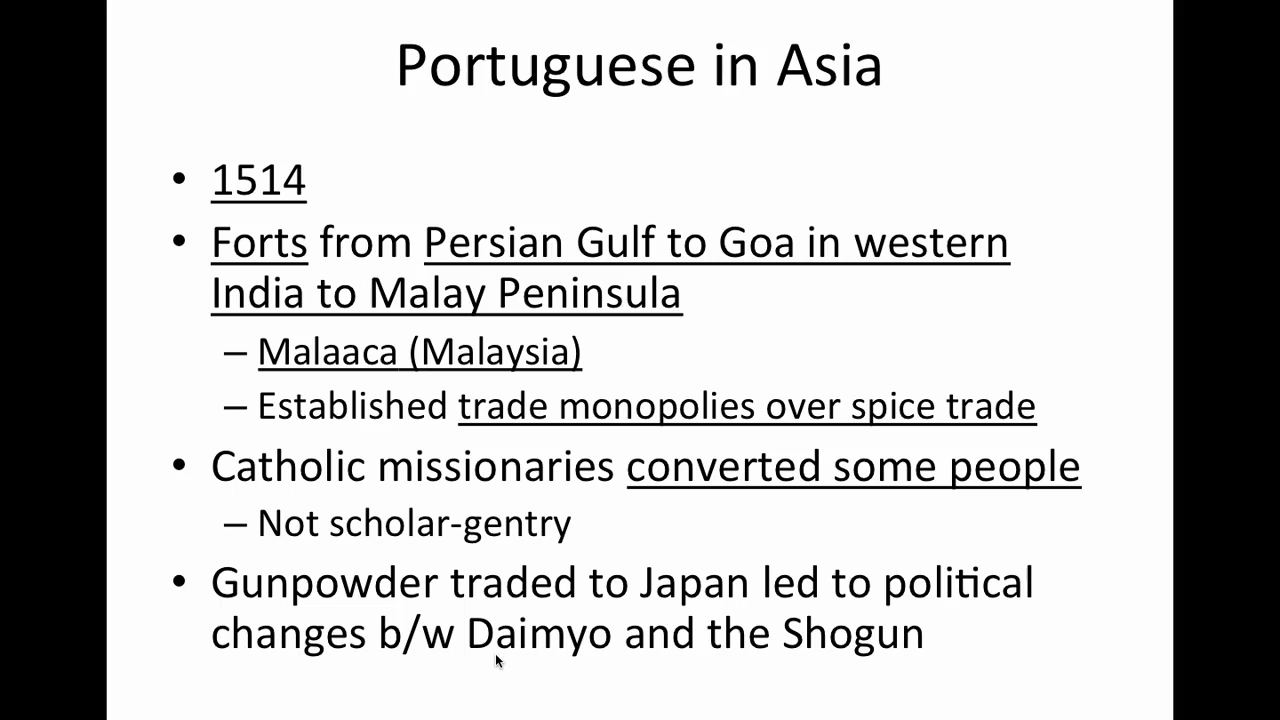 Portuguese in Asia
• 1514
• Forts from Persian Gulf to Goa in western
India to Malay Peninsula
– Malaaca (Malaysia)
– Established trade monopolies over spice trade
• Catholic missionaries converted some people
– Not scholar-gentry
• Gunpowder traded to Japan led to political
changes b/w Daimyo and the Shogun